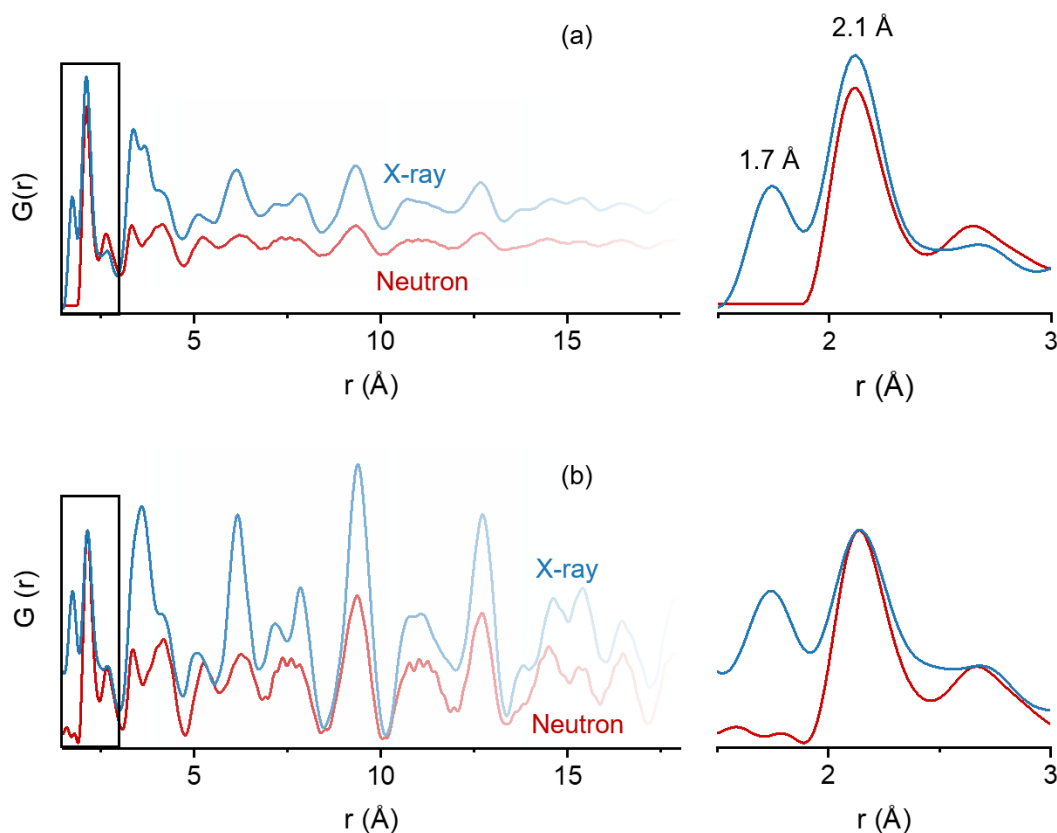 (a)
2.1 Å
1.7 Å
G(r)
X-ray
Neutron
5
10
15
2
3
r (Å)
r (Å)
(b)
G (r)
X-ray
Neutron
5
10
15
2
3
r (Å)
r (Å)